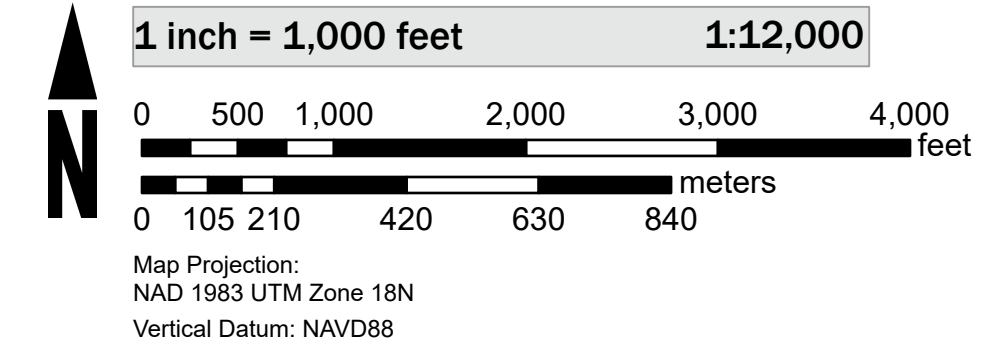 N
1 inch = 1,000 feet 1:12,000
0 500 1,000 2,000 3,000 4,000
feet
meters
0 105 210 420 630 840
Map Projection:
NAD 1983 UTM Zone 18N
Vertical Datum: NAVD88